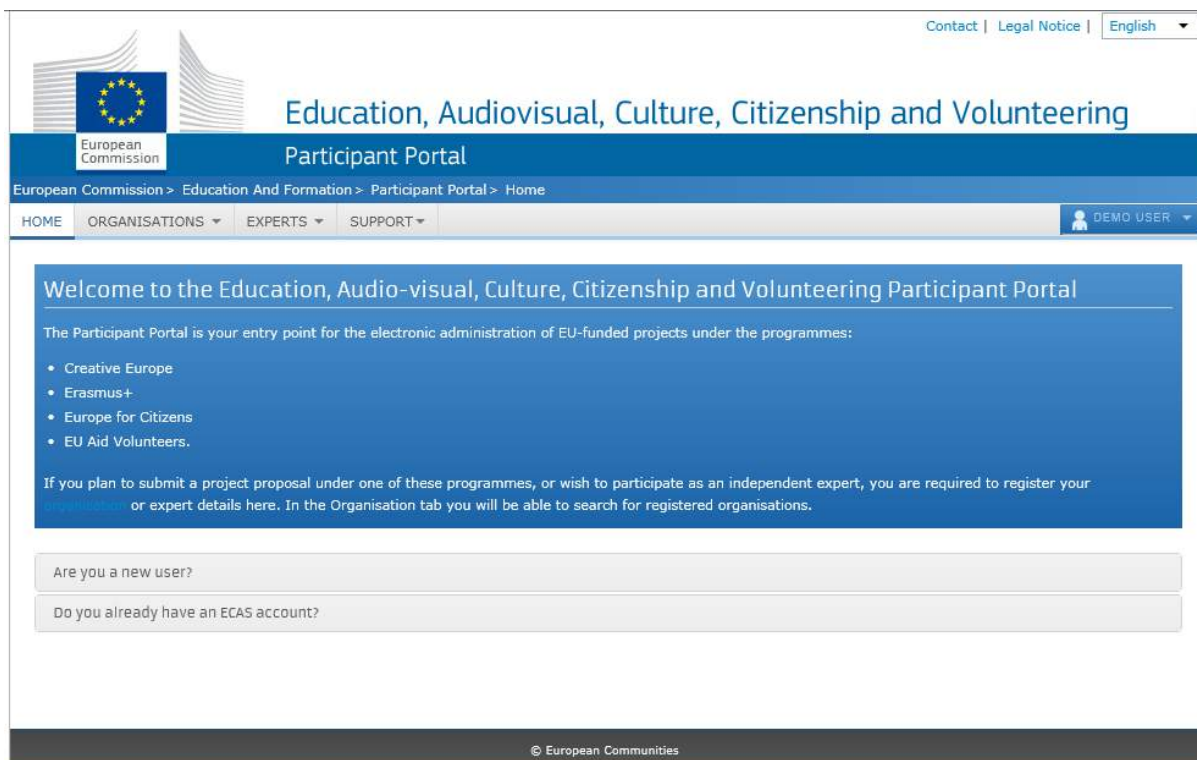 Contact | Legal Notice | English
Education, Audiovisual, Culture, Citizenship and Volunteering
European
Commission
Participant Portal
European Commission > Education And Formation > Participant Portal > Home
HOME ORGANISATIONS EXPERTS SUPPORT DEMO USER
Welcome to the Education, Audio-visual, Culture, Citizenship and Volunteering Participant Portal
The Participant Portal is your entry point for the electronic administration of EU-funded projects under the programmes:
• Creative Europe
• Erasmus+
• Europe for Citizens
• EU Aid Volunteers.
If you plan to submit a project proposal under one of these programmes, or wish to participate as an independent expert, you are required to register your
or expert details here. In the Organisation tab you will be able to search for registered organisations.
Are you a new user?
Do you already have an ECAS account?
© European Communities